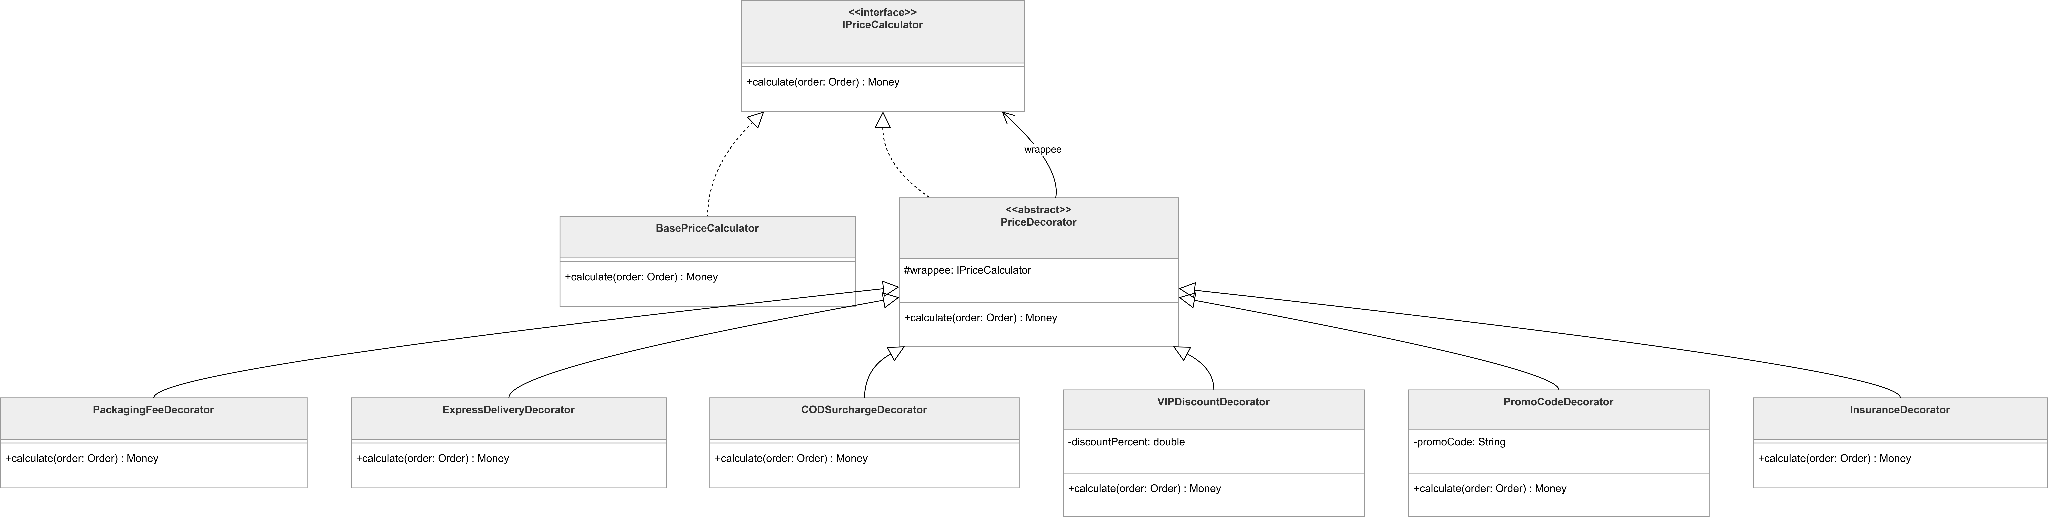 <<interface>>
IPriceCalculator
+calculate(order: Order) : Money
wrappee
<<abstract>>
PriceDecorator
#wrappee: IPriceCalculator
+calculate(order: Order) : Money
BasePriceCalculator
+calculate(order: Order) : Money
PackagingFeeDecorator
+calculate(order: Order) : Money
ExpressDeliveryDecorator
+calculate(order: Order) : Money
CODSurchargeDecorator
+calculate(order: Order) : Money
VIPDiscountDecorator
-discountPercent: double
+calculate(order: Order) : Money
PromoCodeDecorator
-promoCode: String
+calculate(order: Order) : Money
InsuranceDecorator
+calculate(order: Order) : Money